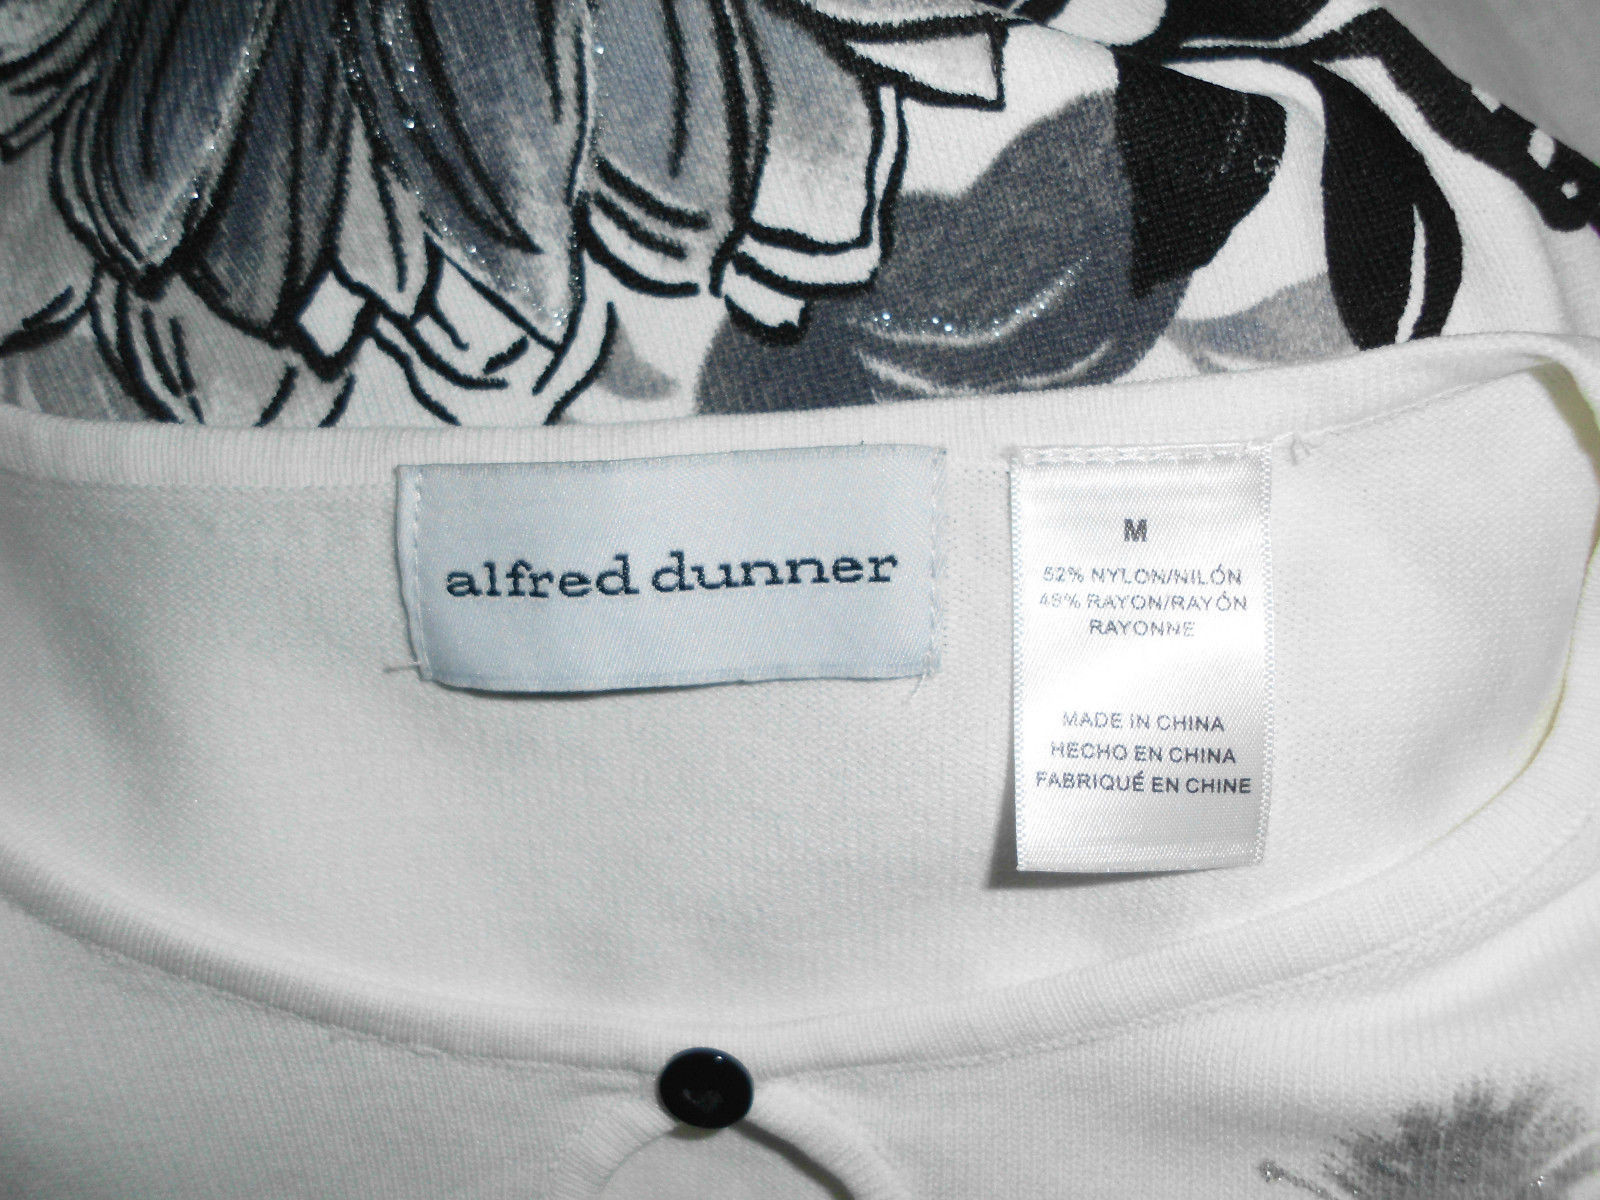 alfred dunner
M
52% NYLON/NILÓN
48% RAYON/RAYÓN
RAYONNE
MADE IN CHINA
HECHO EN CHINA
FABRIQUÉ EN CHINE